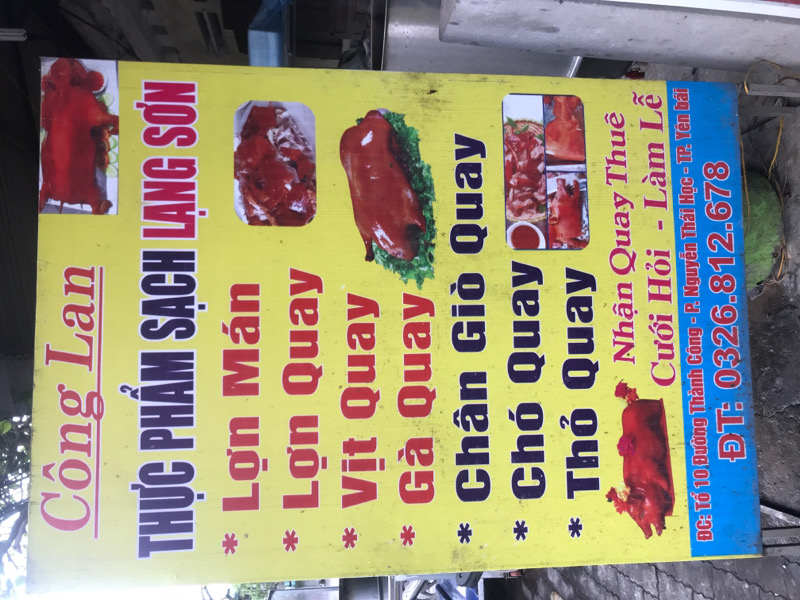 Công Lan
THỰC PHẨM SẠCH LẠNG SƠN
* Lợn Mán
* Lợn Quay
* Vịt Quay
* Gà Quay
* Chân Giò Quay
* Chó Quay
* Thỏ Quay
Nhận Quay Thuê
Cưới Hỏi - Làm Lễ
ĐC: Tổ 10 Đường Thành Công - P. Nguyễn Thái Học - TP. Yên bái
ĐT: 0326.812.678